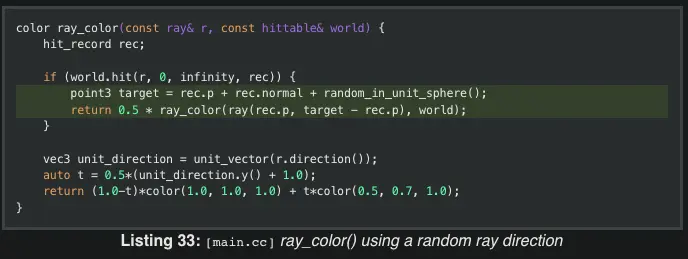 color ray_color(const ray& r, const hittable& world) {
    hit_record rec;

    if (world.hit(r, 0, infinity, rec)) {
        point3 target = rec.p + rec.normal + random_in_unit_sphere();
        return 0.5 * ray_color(ray(rec.p, target - rec.p), world);
    }

    vec3 unit_direction = unit_vector(r.direction());
    auto t = 0.5*(unit_direction.y() + 1.0);
    return (1.0-t)*color(1.0, 1.0, 1.0) + t*color(0.5, 0.7, 1.0);
}
Listing 33: [main.cc] ray_color() using a random ray direction